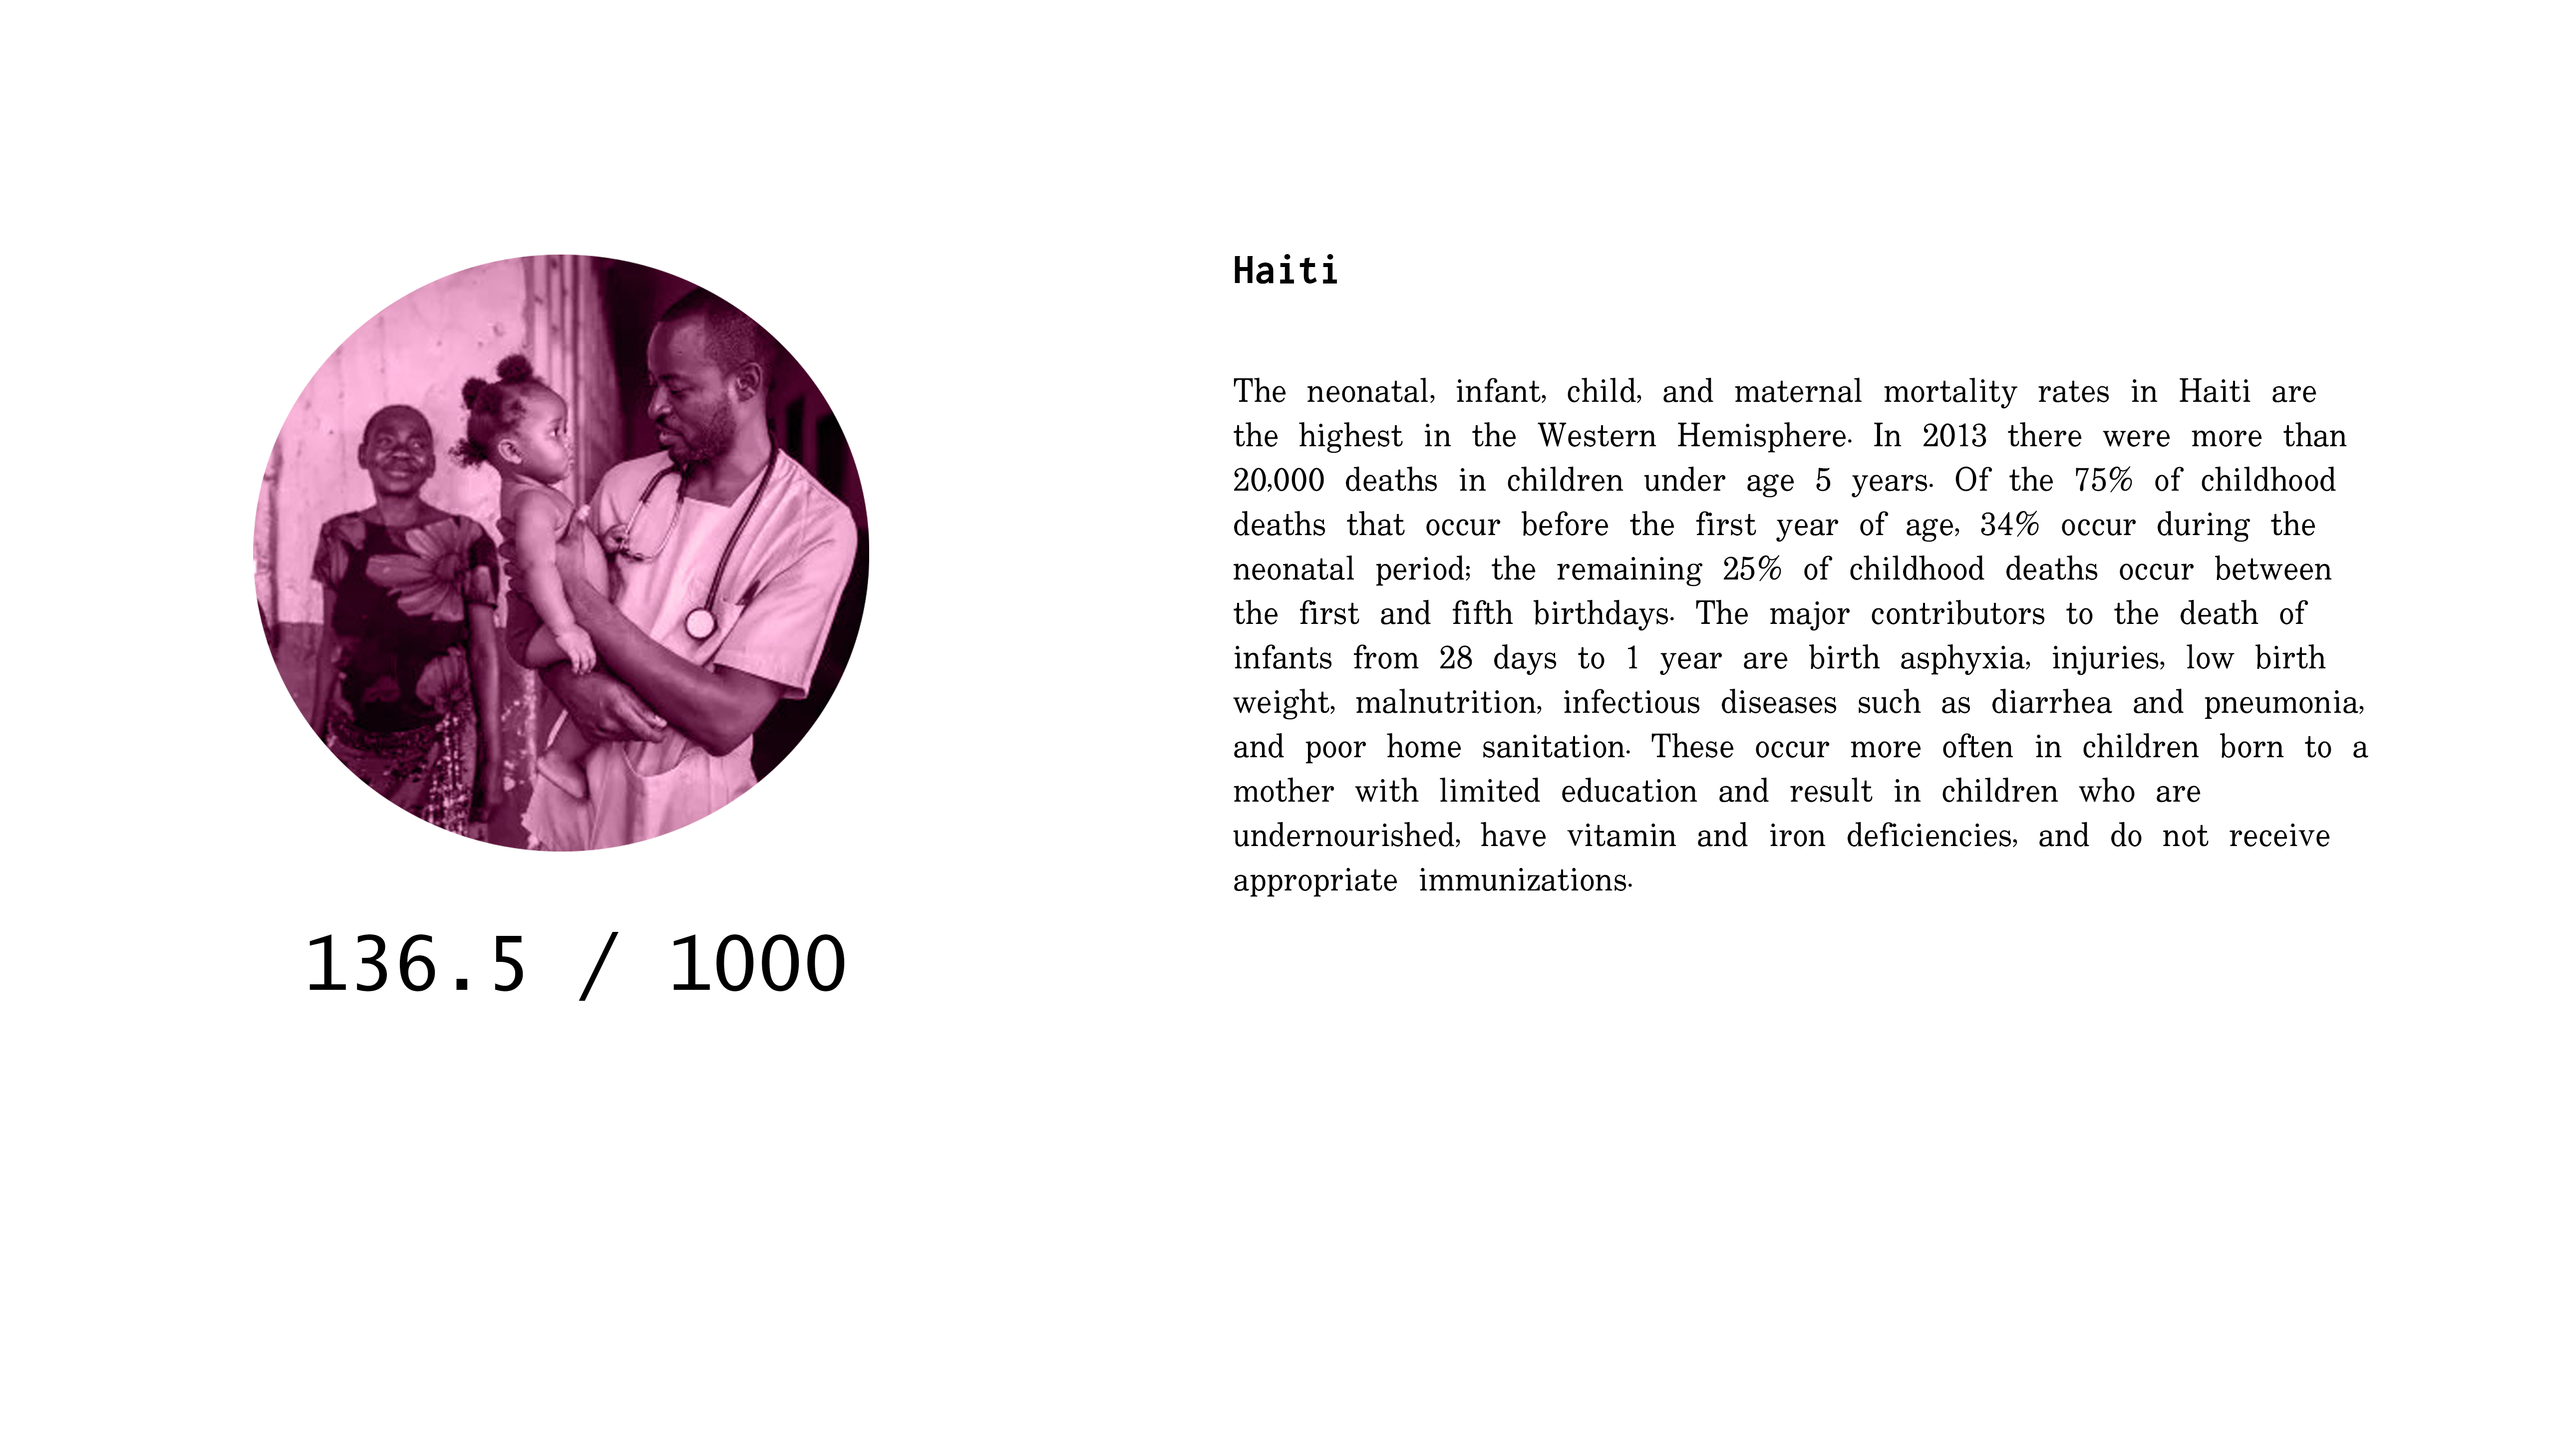 Haiti
The neonatal, infant, child, and maternal mortality rates in Haiti are
the highest in the Western Hemisphere. In 2013 there were more than
20,000 deaths in children under age 5 years. Of the 75% of childhood
deaths that occur before the first year of age, 34% occur during the
neonatal period; the remaining 25% of childhood deaths occur between
the first and fifth birthdays. The major contributors to the death of
infants from 28 days to 1 year are birth asphyxia, injuries, low birth
weight, malnutrition, infectious diseases such as diarrhea and pneumonia,
and poor home sanitation. These occur more often in children born to a
mother with limited education and result in children who are
undernourished, have vitamin and iron deficiencies, and do not receive
appropriate immunizations.
136.5 / 1000